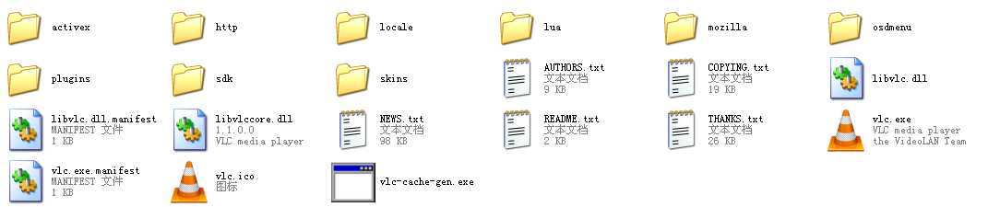 activex
http
locale
lua
mozilla
osdmenu
plugins
sdk
skins
AUTHORS.txt
文本文档
9 KB
COPYING.txt
文本文档
19 KB
libvlc.dll
libvlc.dll.manifest
MANIFEST 文件
1 KB
libvlccore.dll
1.1.0.0
VLC media player
NEWS.txt
文本文档
98 KB
README.txt
文本文档
2 KB
THANKS.txt
文本文档
26 KB
vlc.exe
VLC media player
the VideoLAN Team
vlc.exe.manifest
MANIFEST 文件
1 KB
vlc.ico
图标
vlc-cache-gen.exe